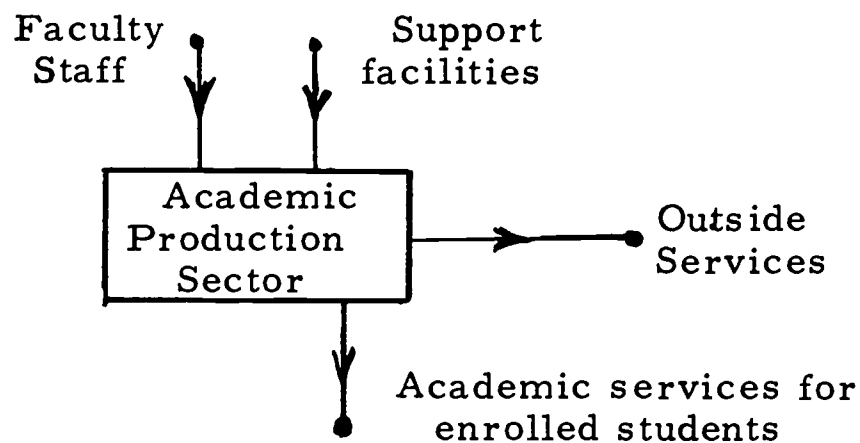 Faculty
Staff
Support
facilities
Academic
Production
Sector
Outside
Services
Academic services for
enrolled students